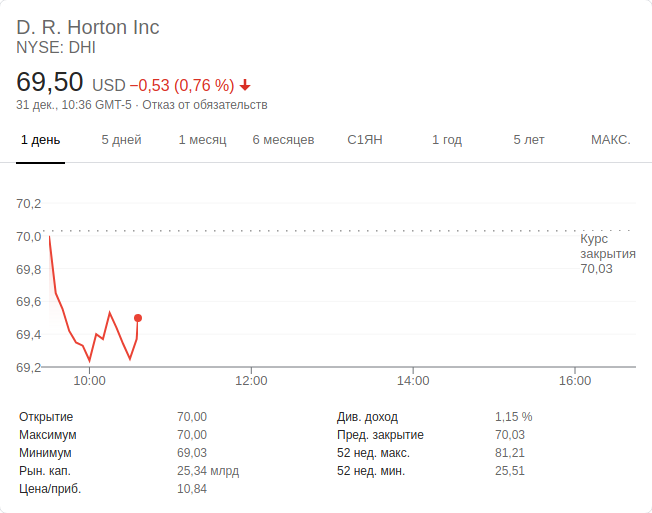 D. R. Horton Inc
NYSE: DHI
69,50 USD −0,53 (0,76 %)
31 дек., 10:36 GMT-5 · Отказ от обязательств
1 день 5 дней 1 месяц 6 месяцев С1ЯН 1 год 5 лет МАКС.
70,2
70,0
69,8
69,6
69,4
69,2
Курс
закрытия
70,03
10:00 12:00 14:00 16:00
Открытие 70,00 Див. доход 1,15 %
Максимум 70,00 Пред. закрытие 70,03
Минимум 69,03 52 нед. макс. 81,21
Рын. кап. 25,34 млрд 52 нед. мин. 25,51
Цена/приб. 10,84